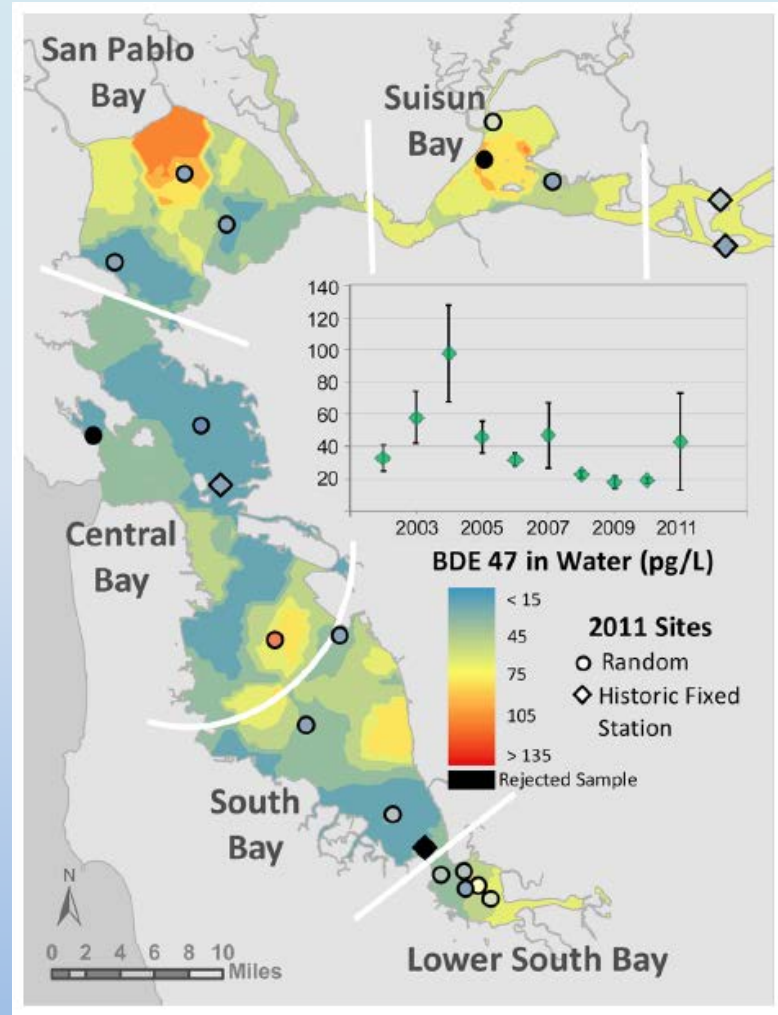 San Pablo
Bay
Suisun
Bay
140
120
100
80
60
40
20
2003 2005 2007 2009 2011
Central
Bay
BDE 47 in Water (pg/L)
< 15
45
75
105
> 135
Rejected Sample
2011 Sites
Random
Historic Fixed
Station
South
Bay
Lower South Bay
N
0 2 4 6 8 10
Miles